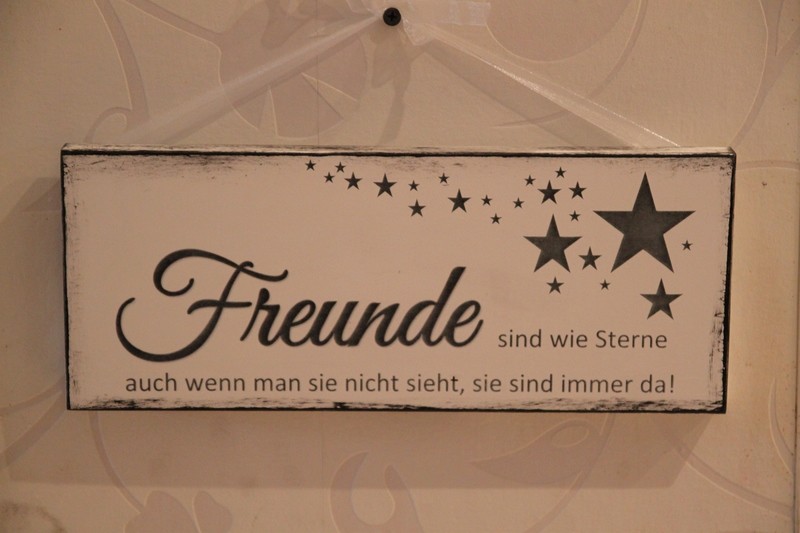 Freunde sind wie Sterne
auch wenn man sie nicht sieht, sie sind immer da!